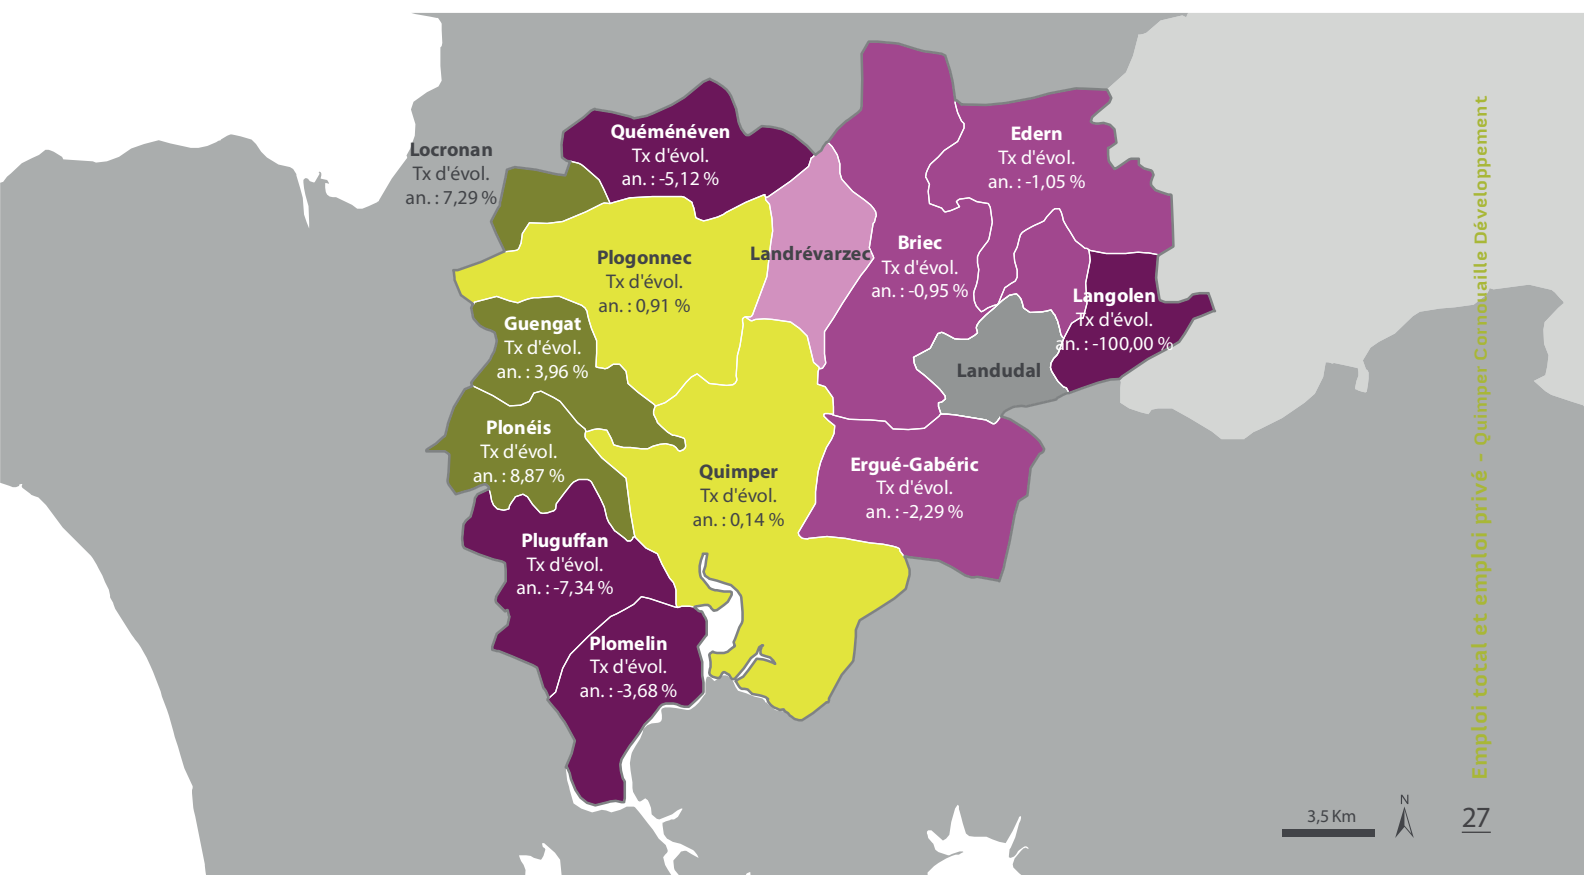 Quéménéven
Tx d'évol.
an. : -5,12 %
Locronan
Tx d'évol.
an. : 7,29 %
Edern
Tx d'évol.
an. : -1,05 %
Plogonnec
Tx d'évol.
an. : 0,91 %
Landrévarzec
Briec
Tx d'évol.
an. : -0,95 %
Langolen
Tx d'évol.
an. : -100,00 %
Guengat
Tx d'évol.
an. : 3,96 %
Landudal
Plonéis
Tx d'évol.
an. : 8,87 %
Quimper
Tx d'évol.
an. : 0,14 %
Ergué-Gabéric
Tx d'évol.
an. : -2,29 %
Pluguffan
Tx d'évol.
an. : -7,34 %
Plomelin
Tx d'évol.
an. : -3,68 %
Emploi total et emploi privé – Quimper Cornouaille Développement
3,5 Km
N
27